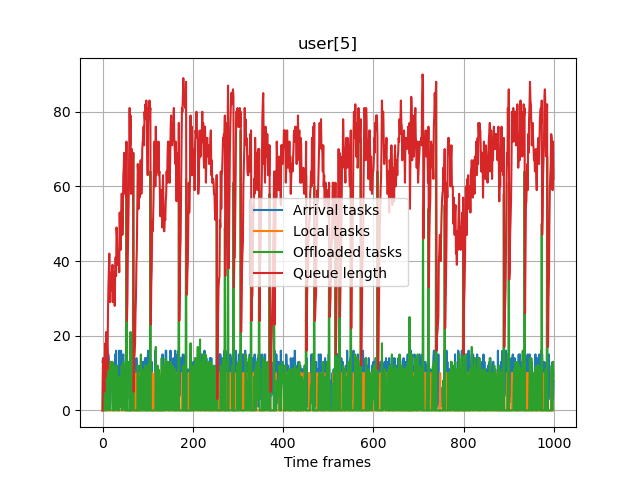 user[5]
80
60
40
20
0
Arrival tasks
Local tasks
Offloaded tasks
Queue length
0 200 400 600 800 1000
Time frames